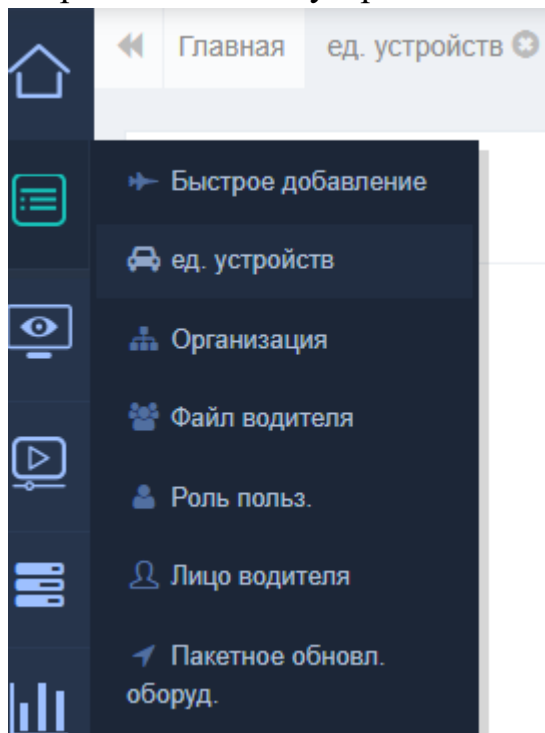 Главная
ед. устройств
Быстрое добавление
ед. устройств
Организация
Файл водителя
Роль польз.
Лицо водителя
Пакетное обновл.
оборуд.